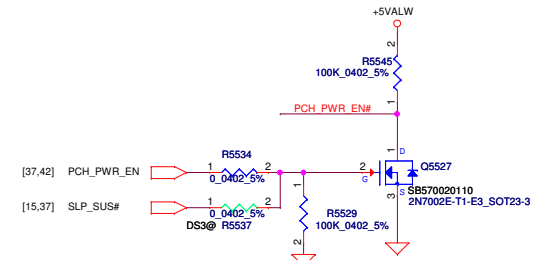 +5VALW
2
R5545
100K_0402_5%
1
PCH_PWR_EN#
R5534
1 2
0_0402_5%
[37,42] PCH_PWR_EN
1 D
2
G
Q5527
S
3
SB570020110
2N7002E-T1-E3_SOT23-3
[15,37] SLP_SUS#
1 2
0_0402_5%
DS3@ R5537
1
R5529
100K_0402_5%
2